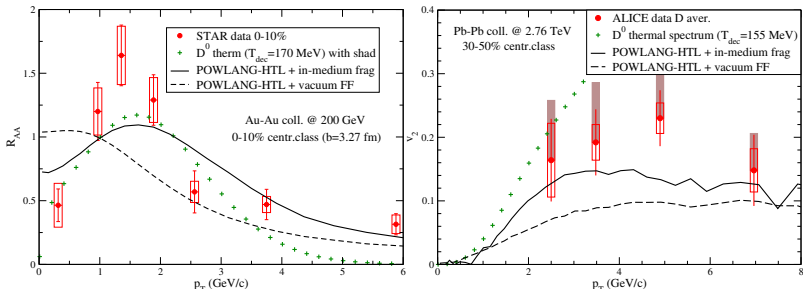 STAR data 0-10%
D⁰ therm (T_dec=170 MeV) with shad
POWLANG-HTL + in-medium frag
POWLANG-HTL + vacuum FF
Au-Au coll. @ 200 GeV
0-10% centr.class (b=3.27 fm)
R_AA
2
1.5
1
0.5
0
0 1 2 3 4 5 6
p_T (GeV/c)
Pb-Pb coll. @ 2.76 TeV
30-50% centr.class
ALICE data D aver.
D⁰ thermal spectrum (T_dec=155 MeV)
POWLANG-HTL + in-medium frag
POWLANG-HTL + vacuum FF
v_2
0.4
0.3
0.2
0.1
0
0 2 4 6 8
p_T (GeV/c)